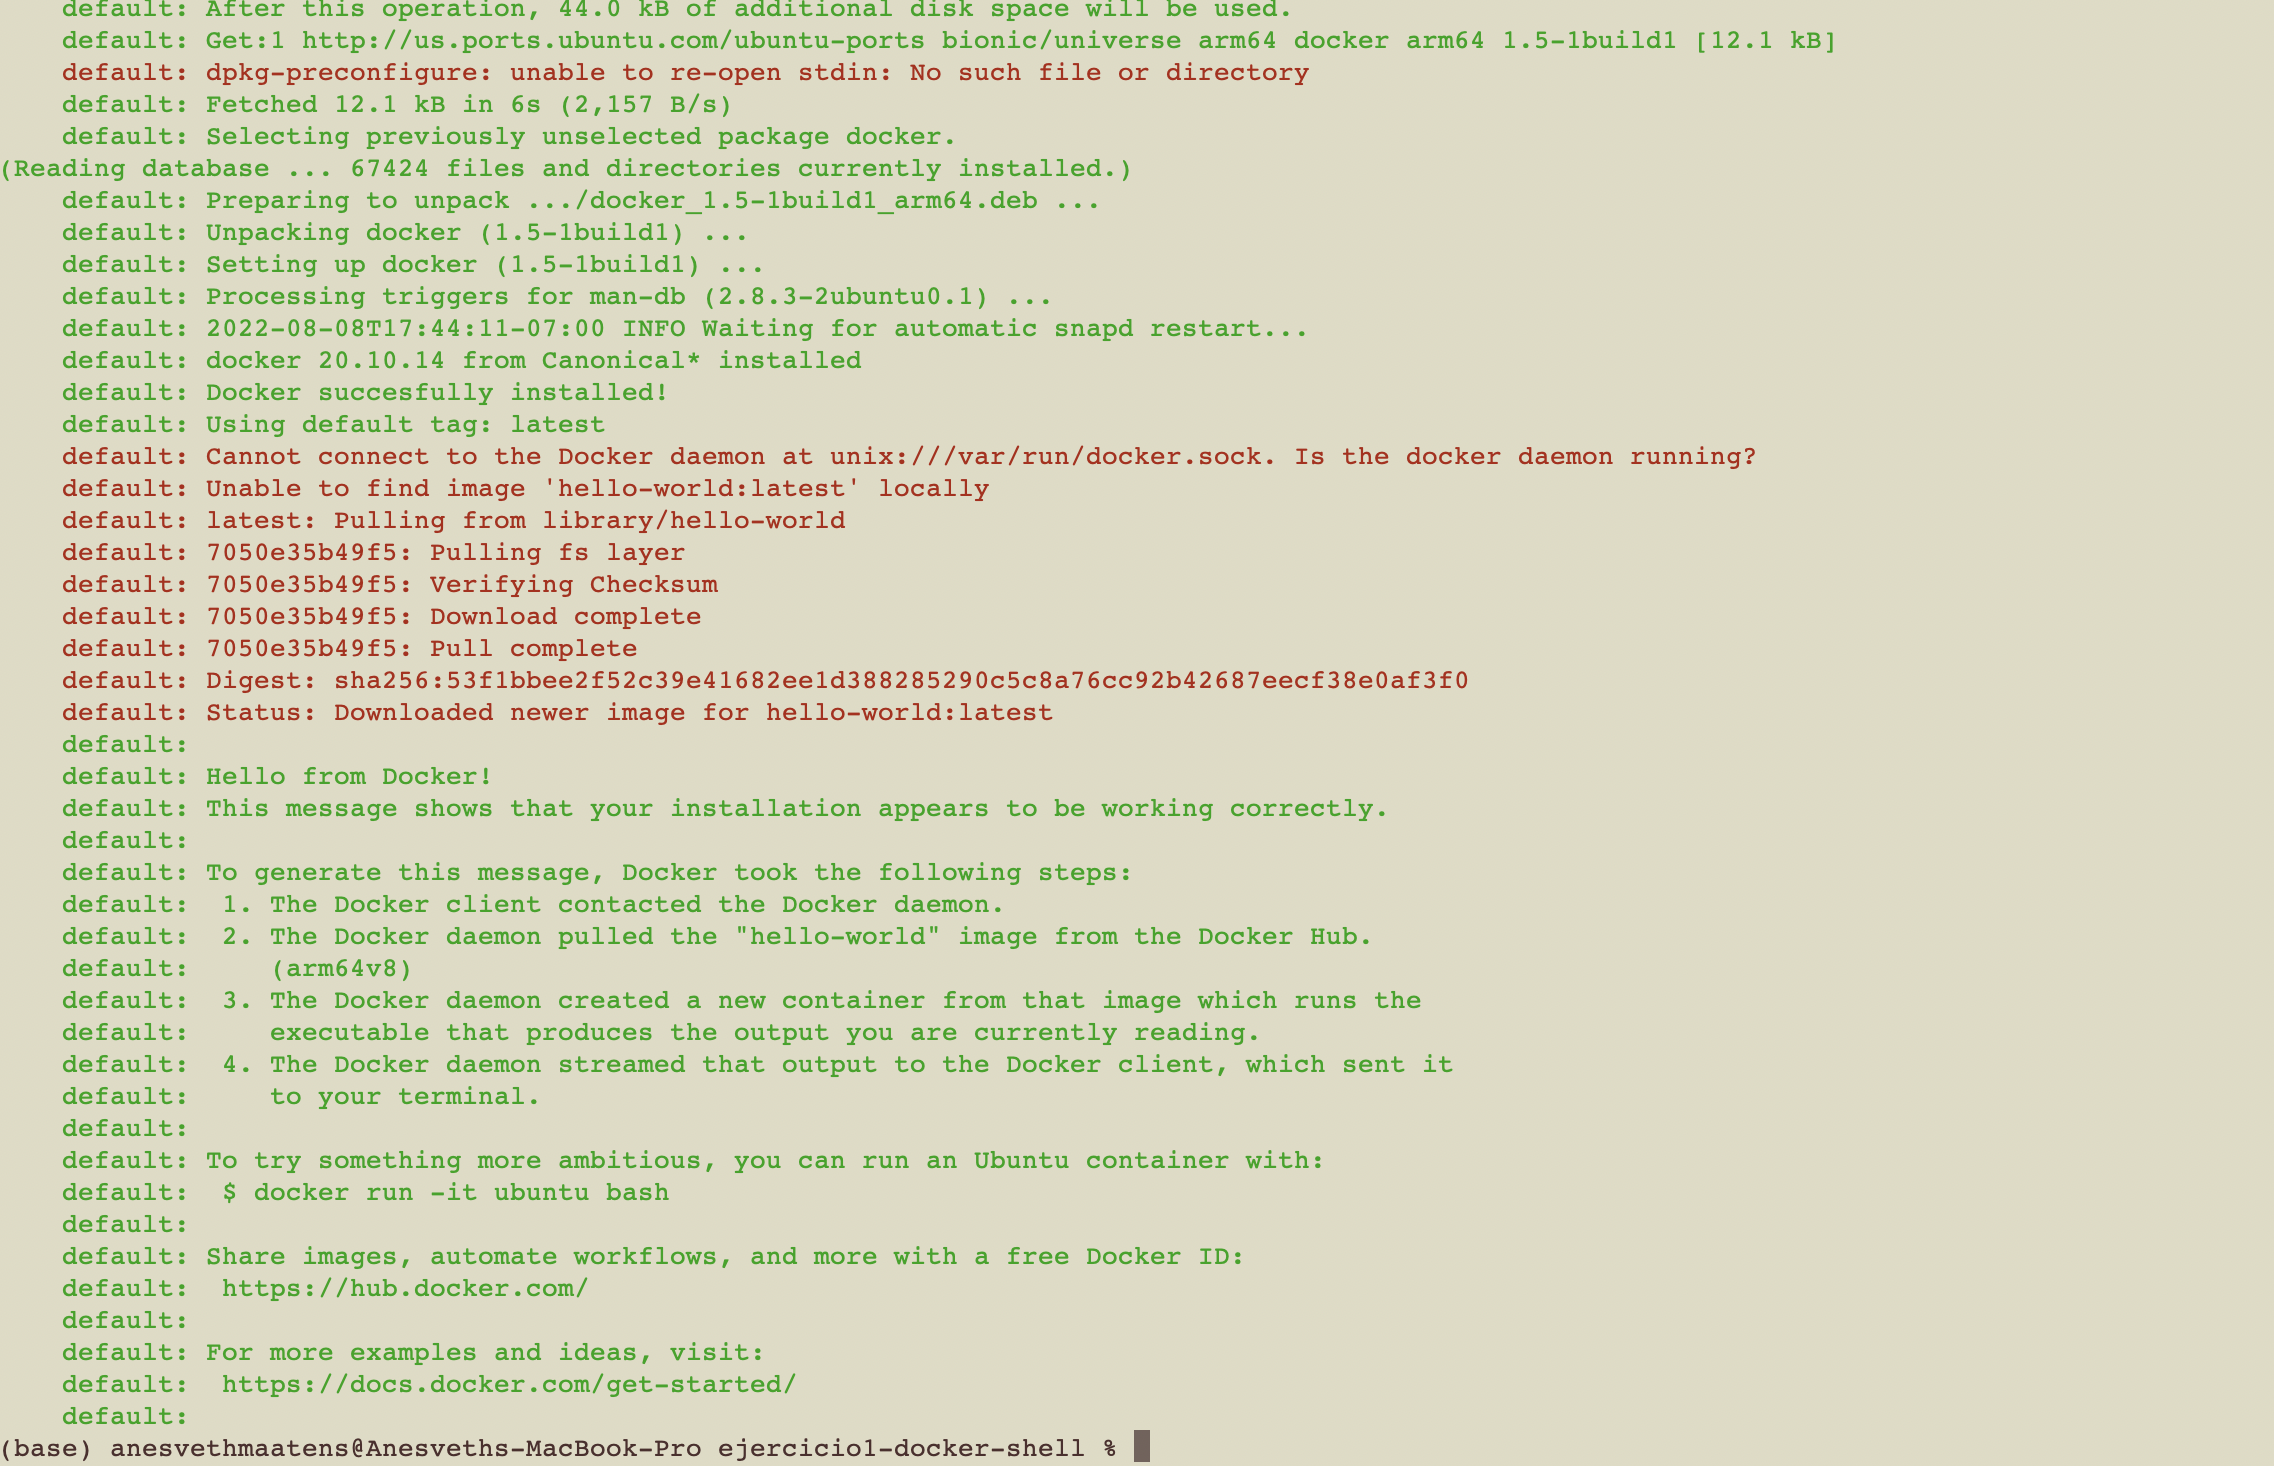 default: After this operation, 44.0 kB of additional disk space will be used.
default: Get:1 http://us.ports.ubuntu.com/ubuntu-ports bionic/universe arm64 docker arm64 1.5-1build1 [12.1 kB]
default: dpkg-preconfigure: unable to re-open stdin: No such file or directory
default: Fetched 12.1 kB in 6s (2,157 B/s)
default: Selecting previously unselected package docker.
(Reading database ... 67424 files and directories currently installed.)
default: Preparing to unpack .../docker_1.5-1build1_arm64.deb ...
default: Unpacking docker (1.5-1build1) ...
default: Setting up docker (1.5-1build1) ...
default: Processing triggers for man-db (2.8.3-2ubuntu0.1) ...
default: 2022-08-08T17:44:11-07:00 INFO Waiting for automatic snapd restart...
default: docker 20.10.14 from Canonical* installed
default: Docker succesfully installed!
default: Using default tag: latest
default: Cannot connect to the Docker daemon at unix:///var/run/docker.sock. Is the docker daemon running?
default: Unable to find image 'hello-world:latest' locally
default: latest: Pulling from library/hello-world
default: 7050e35b49f5: Pulling fs layer
default: 7050e35b49f5: Verifying Checksum
default: 7050e35b49f5: Download complete
default: 7050e35b49f5: Pull complete
default: Digest: sha256:53f1bbee2f52c39e41682ee1d388285290c5c8a76cc92b42687eecf38e0af3f0
default: Status: Downloaded newer image for hello-world:latest
default:
default: Hello from Docker!
default: This message shows that your installation appears to be working correctly.
default:
default: To generate this message, Docker took the following steps:
default:  1. The Docker client contacted the Docker daemon.
default:  2. The Docker daemon pulled the "hello-world" image from the Docker Hub.
default:     (arm64v8)
default:  3. The Docker daemon created a new container from that image which runs the
default:     executable that produces the output you are currently reading.
default:  4. The Docker daemon streamed that output to the Docker client, which sent it
default:     to your terminal.
default:
default: To try something more ambitious, you can run an Ubuntu container with:
default:  $ docker run -it ubuntu bash
default:
default: Share images, automate workflows, and more with a free Docker ID:
default:  https://hub.docker.com/
default:
default: For more examples and ideas, visit:
default:  https://docs.docker.com/get-started/
default:
(base) anesvethmaatens@Anesveths-MacBook-Pro ejercicio1-docker-shell %